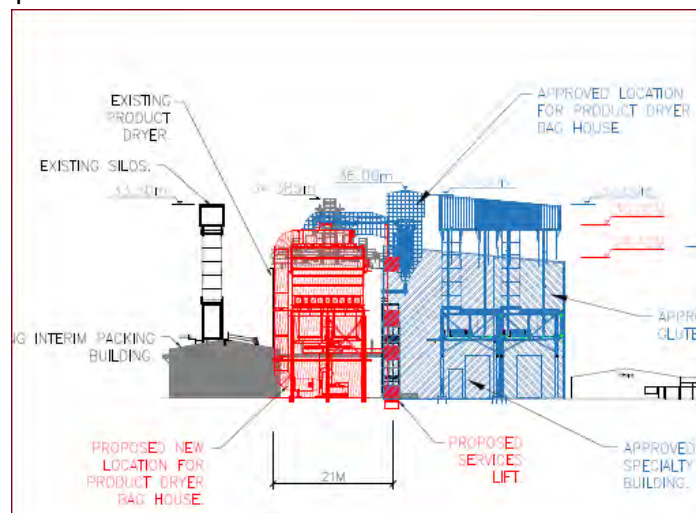 EXISTING
PRODUCT
DRYER.
EXISTING SILOS.
36.00m
APPROVED LOCATION
FOR PRODUCT DRYER
BAG HOUSE.
NG INTERIM PACKING
BUILDING.
APPRO
GLUTE
PROPOSED NEW
LOCATION FOR
PRODUCT DRYER
BAG HOUSE.
21M
PROPOSED
SERVICES
LIFT.
APPROVED
SPECIALTY
BUILDING.